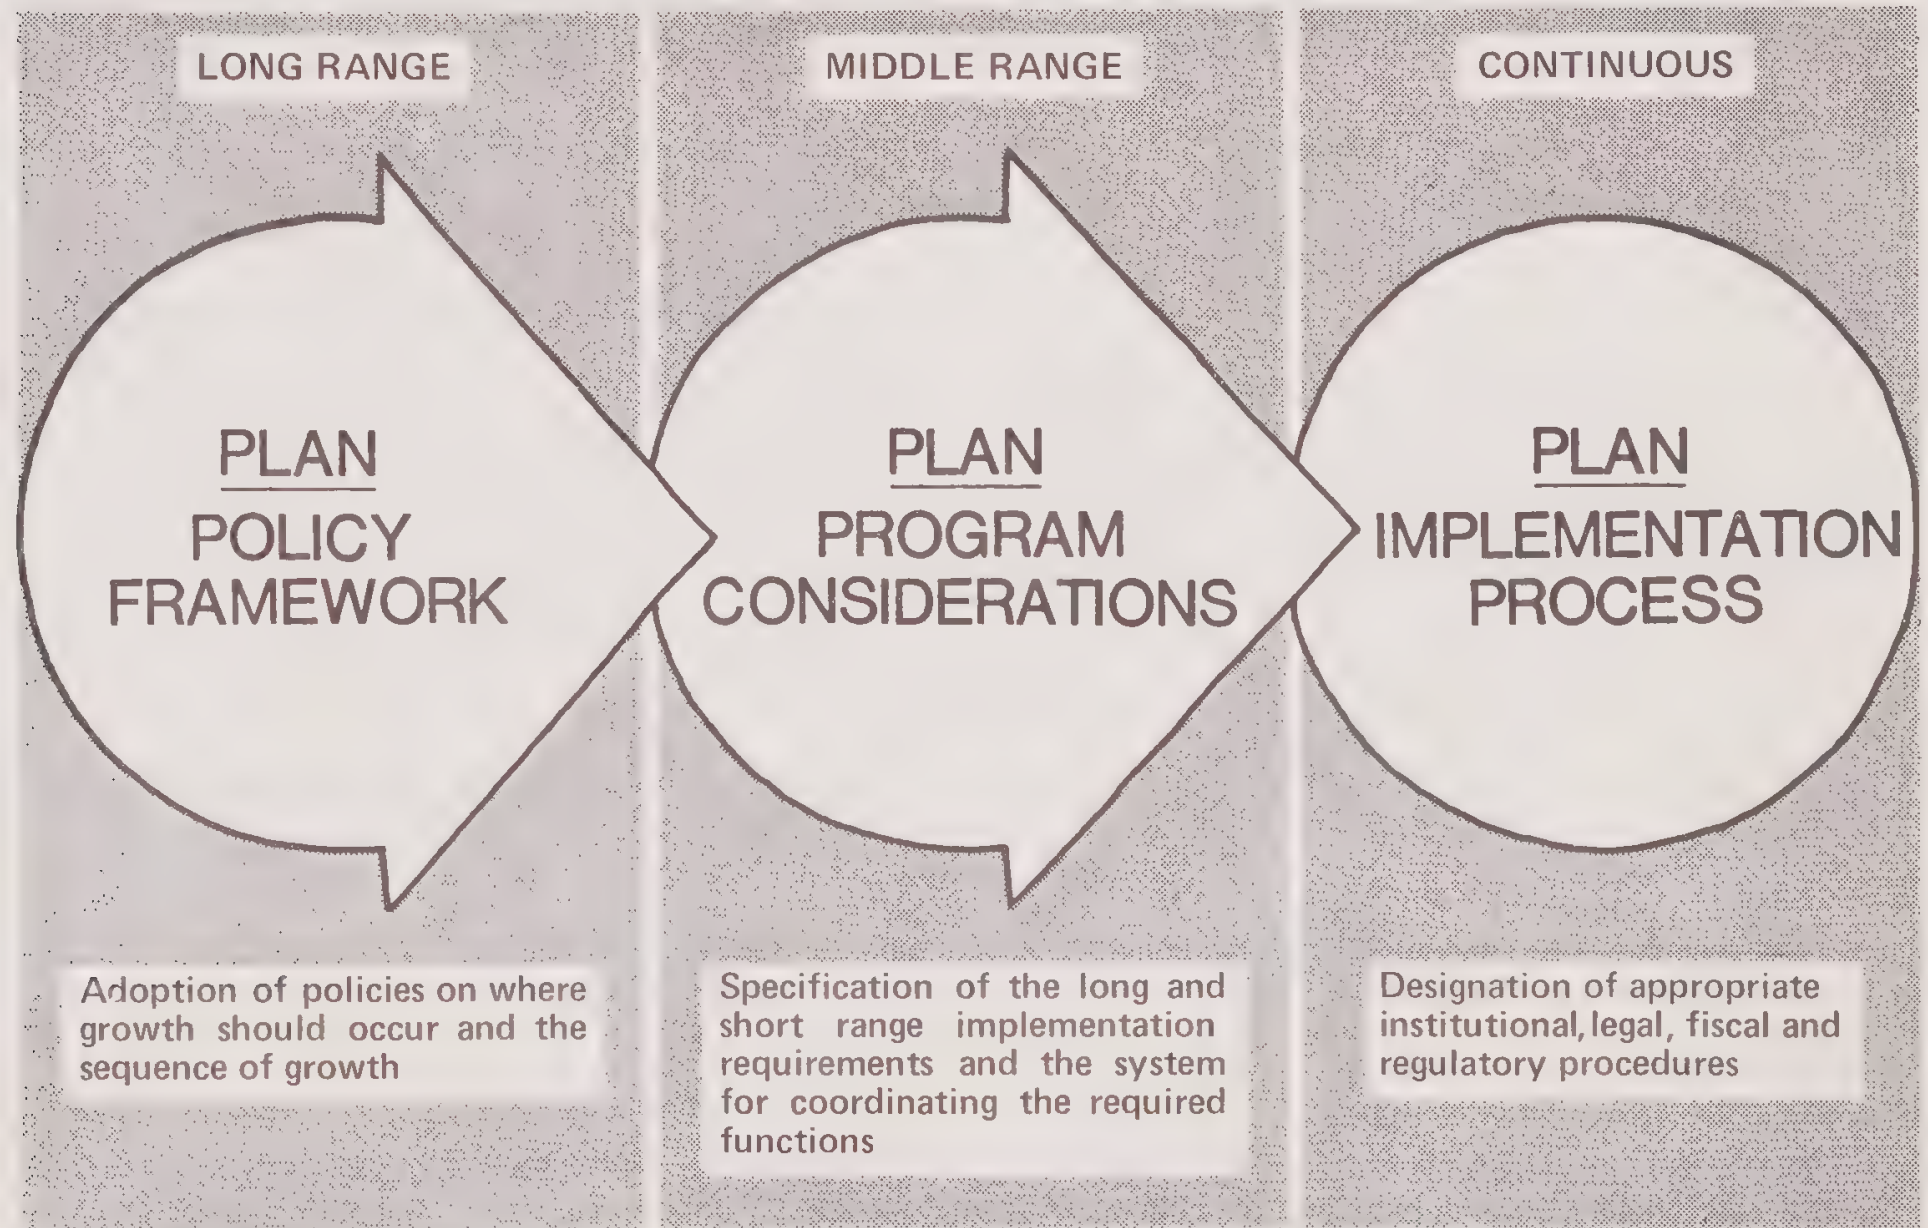 LONG RANGE
PLAN
POLICY
FRAMEWORK
Adoption of policies on where
growth should occur and the
sequence of growth
MIDDLE RANGE
PLAN
PROGRAM
CONSIDERATIONS
Specification of the long and
short range implementation
requirements and the system
for coordinating the required
functions
CONTINUOUS
PLAN
IMPLEMENTATION
PROCESS
Designation of appropriate
institutional, legal, fiscal and
regulatory procedures